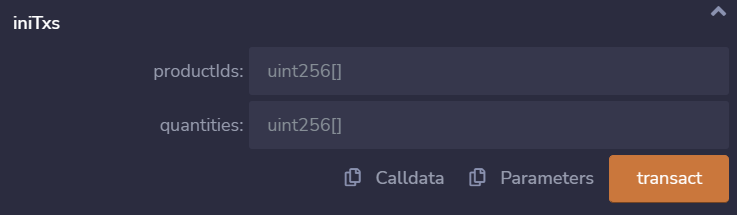 iniTxs
productIds: uint256[]
quantities: uint256[]
Calldata Parameters transact